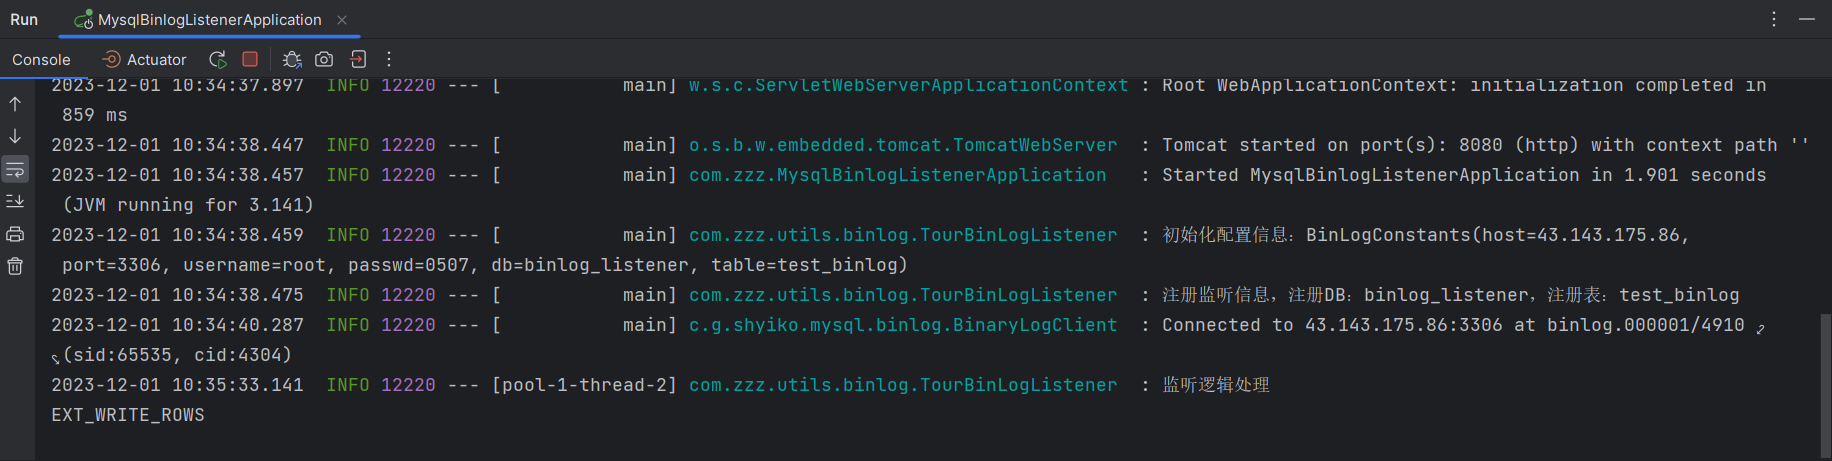 Run MysqlBinlogListenerApplication
Console Actuator
2023-12-01 10:34:37.897  INFO 12220 --- [           main] w.s.c.ServletWebServerApplicationContext : Root WebApplicationContext: initialization completed in
859 ms
2023-12-01 10:34:38.447  INFO 12220 --- [           main] o.s.b.w.embedded.tomcat.TomcatWebServer  : Tomcat started on port(s): 8080 (http) with context path ''
2023-12-01 10:34:38.457  INFO 12220 --- [           main] com.zzz.MysqlBinlogListenerApplication   : Started MysqlBinlogListenerApplication in 1.901 seconds
(JVM running for 3.141)
2023-12-01 10:34:38.459  INFO 12220 --- [           main] com.zzz.utils.binlog.TourBinLogListener  : 初始化配置信息：BinLogConstants(host=43.143.175.86,
port=3306, username=root, passwd=0507, db=binlog_listener, table=test_binlog)
2023-12-01 10:34:38.475  INFO 12220 --- [           main] com.zzz.utils.binlog.TourBinLogListener  : 注册监听信息，注册DB：binlog_listener，注册表：test_binlog
2023-12-01 10:34:40.287  INFO 12220 --- [           main] c.g.shyiko.mysql.binlog.BinaryLogClient  : Connected to 43.143.175.86:3306 at binlog.000001/4910
(sid:65535, cid:4304)
2023-12-01 10:35:33.141  INFO 12220 --- [pool-1-thread-2] com.zzz.utils.binlog.TourBinLogListener  : 监听逻辑处理
EXT_WRITE_ROWS